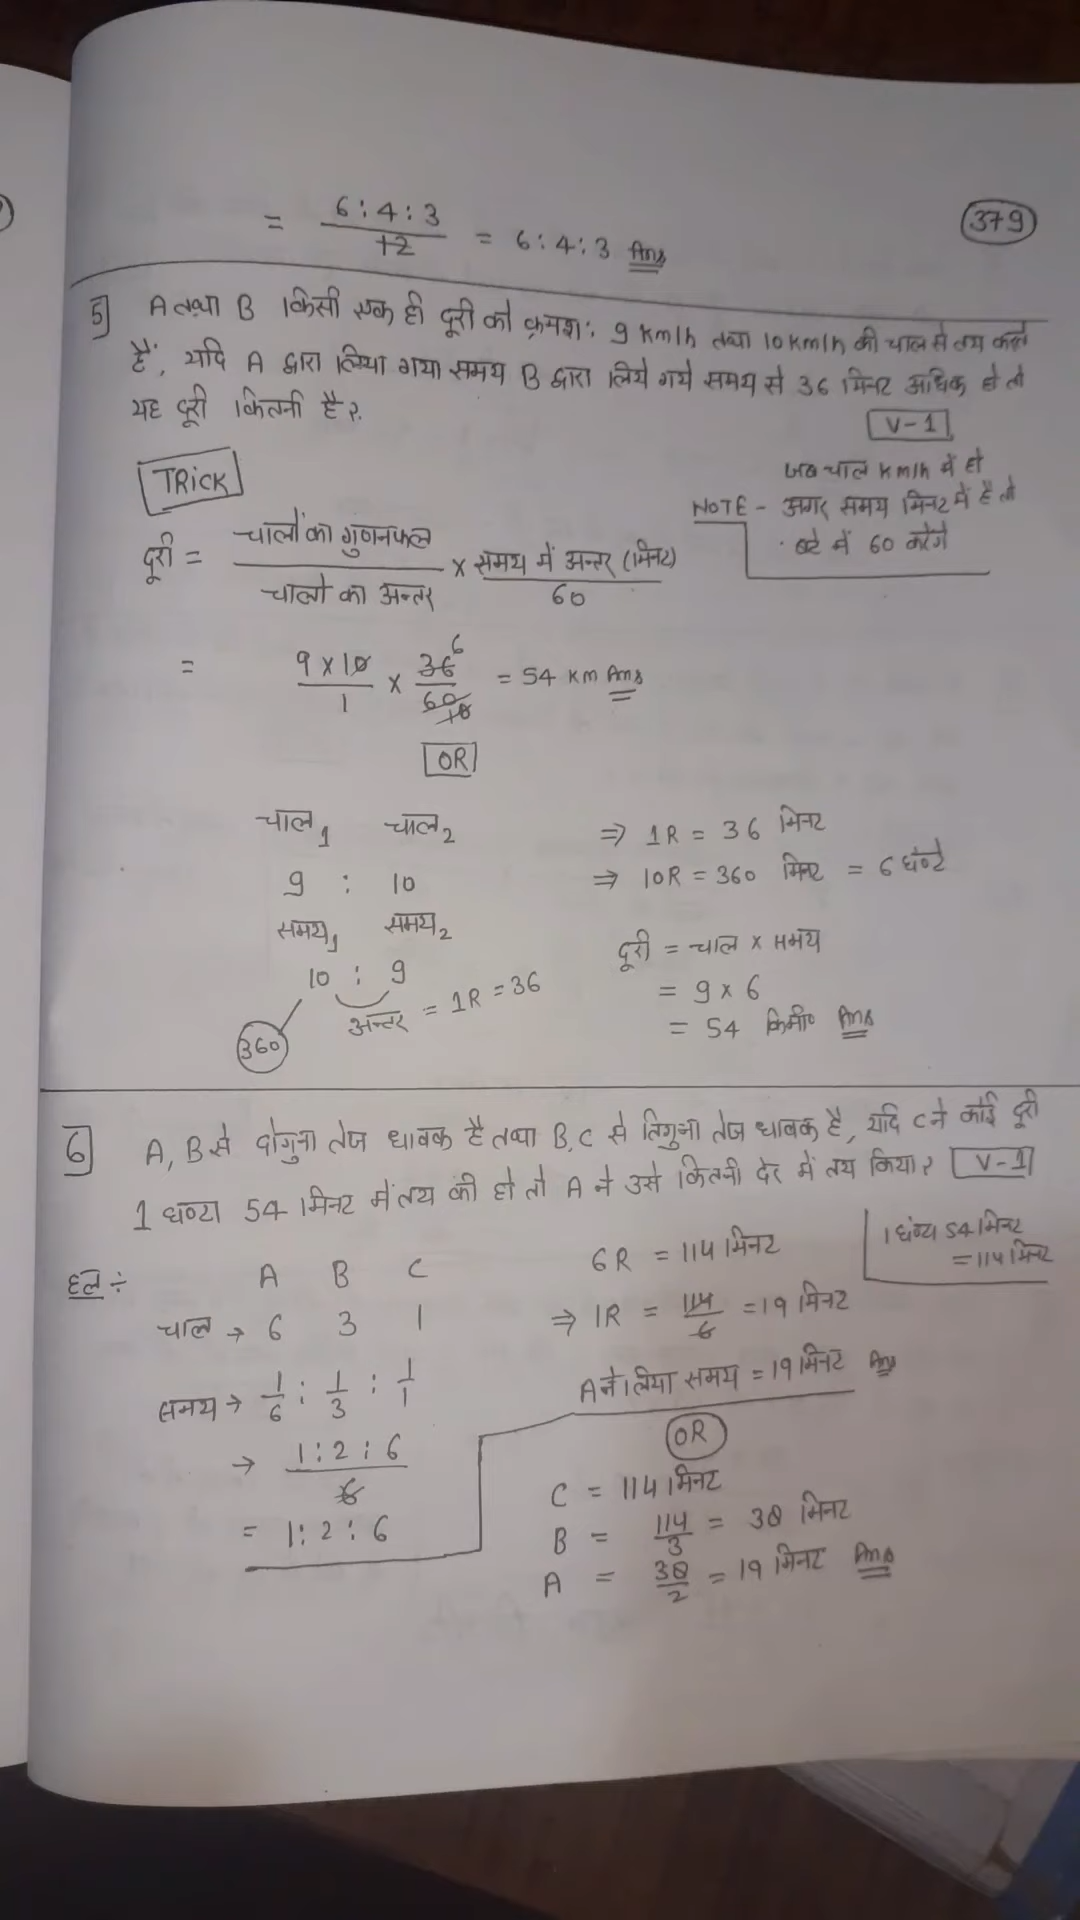 379
= 6:4:3 / 12 = 6:4:3 Ans
5] A तथा B किसी एक ही दूरी को क्रमशः 9 km/h तथा 10 km/h की चाल से तय करते
हैं, यदि A द्वारा लिया गया समय B द्वारा लिये गये समय से 36 मिनट अधिक हो तो
यह दूरी कितनी है?
V-1
TRICK
जब चाल km/h में हो
NOTE - अगर समय मिनट में है तो
बटे में 60 करेंगे
दूरी = चालों का गुणनफल / चालों का अन्तर × समय में अन्तर (मिनट) / 60
= 9 × 10 / 1 × 36 / 60 6 10 = 54 km Ans
OR
चाल1 चाल2
9 : 10
समय1 समय2
10 : 9
अन्तर = 1R = 36
360
⇒ 1R = 36 मिनट
⇒ 10R = 360 मिनट = 6 घण्टे
दूरी = चाल × समय
= 9 × 6
= 54 किमी० Ans
6] A, B से दोगुना तेज धावक है तथा B, C से तिगुना तेज धावक है, यदि C ने कोई दूरी
1 घण्टा 54 मिनट में तय की हो तो A ने उसे कितनी देर में तय किया? V-1
1 घंण्टा 54 मिनट
= 114 मिनट
हल ÷ A B C
चाल → 6 3 1
समय → 1/6 : 1/3 : 1/1
→ 1:2:6 / 6
= 1:2:6
6R = 114 मिनट
⇒ 1R = 114/6 = 19 मिनट
A ने लिया समय = 19 मिनट Ans
OR
C = 114 मिनट
B = 114/3 = 38 मिनट
A = 38/2 = 19 मिनट Ans